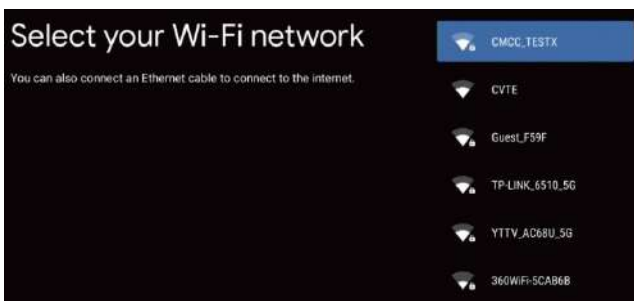 Select your Wi-Fi network
You can also connect an Ethernet cable to connect to the internet.
CMCC_TESTX
CVTE
Guest_F59F
TP-LINK_6510_5G
YTTV_AC68U_5G
360WiFi-5CAB6B